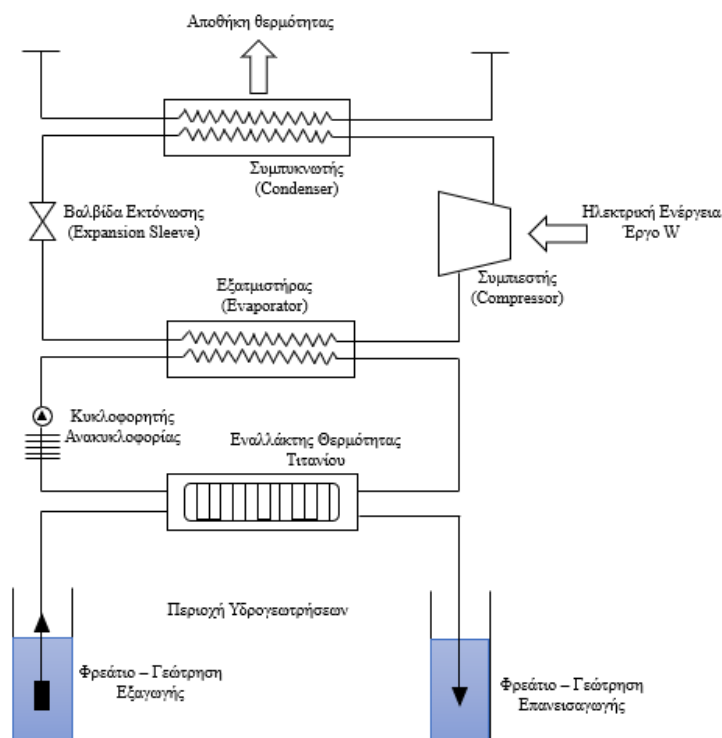 Αποθήκη θερμότητας
Συμπυκνωτής
(Condenser)
Βαλβίδα Εκτόνωσης
(Expansion Sleeve)
Ηλεκτρική Ενέργεια
Έργο W
Συμπιεστής
(Compressor)
Εξατμιστήρας
(Evaporator)
Κυκλοφορητής
Ανακυκλοφορίας
Εναλλάκτης Θερμότητας
Τιτανίου
Περιοχή Υδρογεωτρήσεων
Φρεάτιο – Γεώτρηση
Εξαγωγής
Φρεάτιο – Γεώτρηση
Επανεισαγωγής